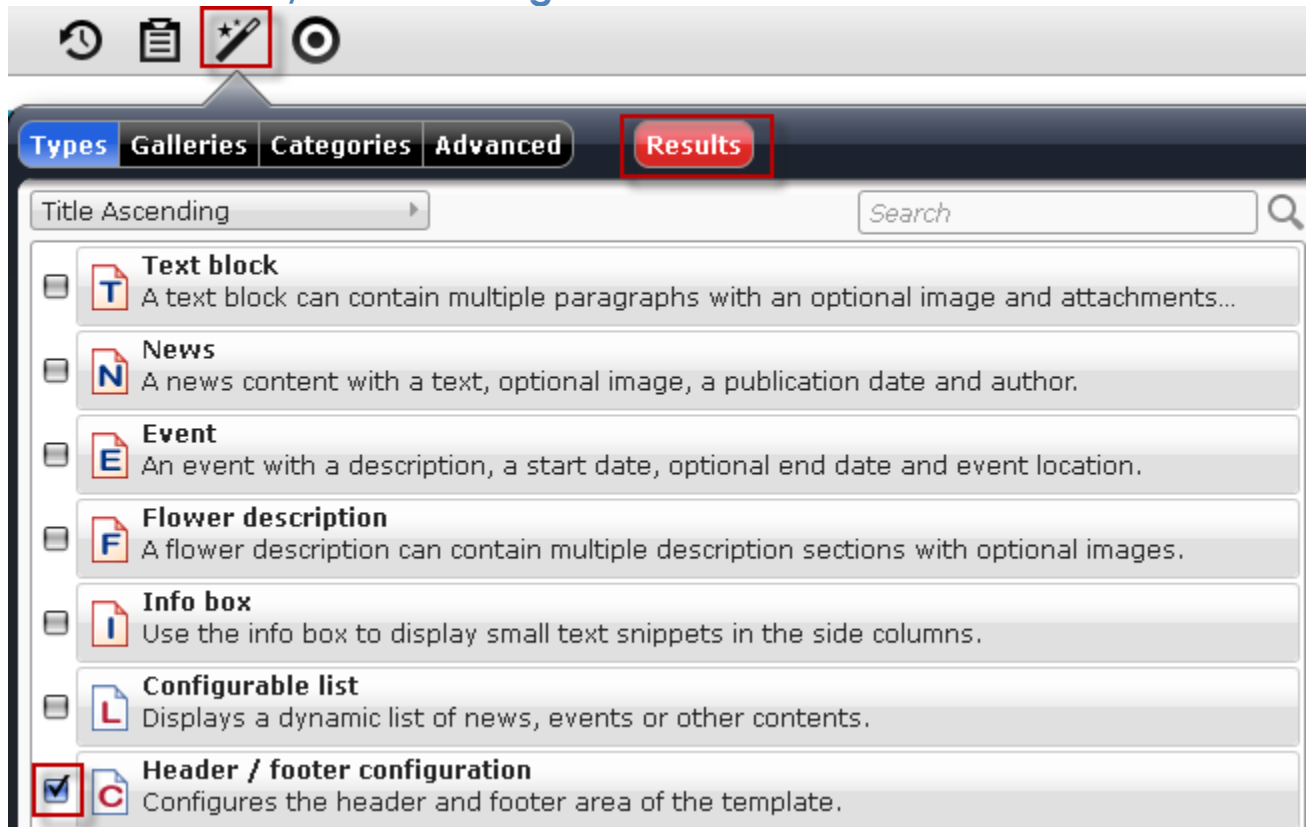 Types Galleries Categories Advanced Results
Title Ascending Search
T
Text block
A text block can contain multiple paragraphs with an optional image and attachments...
N
News
A news content with a text, optional image, a publication date and author.
E
Event
An event with a description, a start date, optional end date and event location.
F
Flower description
A flower description can contain multiple description sections with optional images.
I
Info box
Use the info box to display small text snippets in the side columns.
L
Configurable list
Displays a dynamic list of news, events or other contents.
C
Header / footer configuration
Configures the header and footer area of the template.